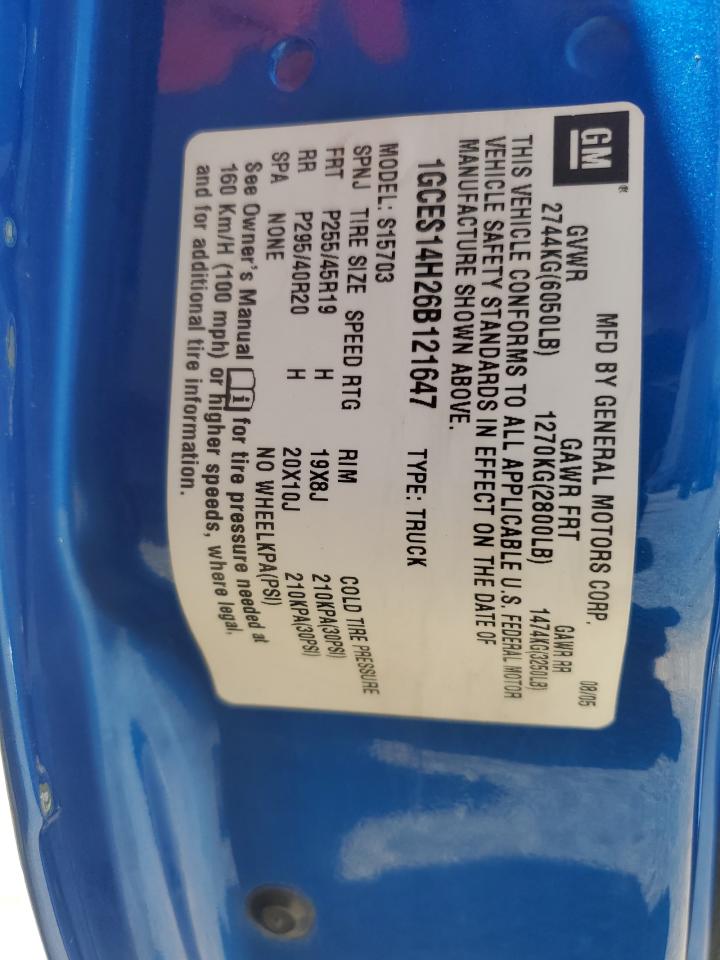 GM®
MFD BY GENERAL MOTORS CORP. 08/05
GVWR GAWR FRT GAWR RR
2744KG(6050LB) 1270KG(2800LB) 1474KG(3250LB)
THIS VEHICLE CONFORMS TO ALL APPLICABLE U.S. FEDERAL MOTOR
VEHICLE SAFETY STANDARDS IN EFFECT ON THE DATE OF
MANUFACTURE SHOWN ABOVE.
1GCES14H26B121647 TYPE: TRUCK
MODEL: S15703
SPNJ TIRE SIZE SPEED RTG RIM COLD TIRE PRESSURE
FRT P255/45R19 H 19X8J 210KPA(30PSI)
RR P295/40R20 H 20X10J 210KPA(30PSI)
SPA NONE NO WHEELKPA(PSI)
See Owner's Manual for tire pressure needed at
160 Km/H (100 mph) or higher speeds, where legal,
and for additional tire information.